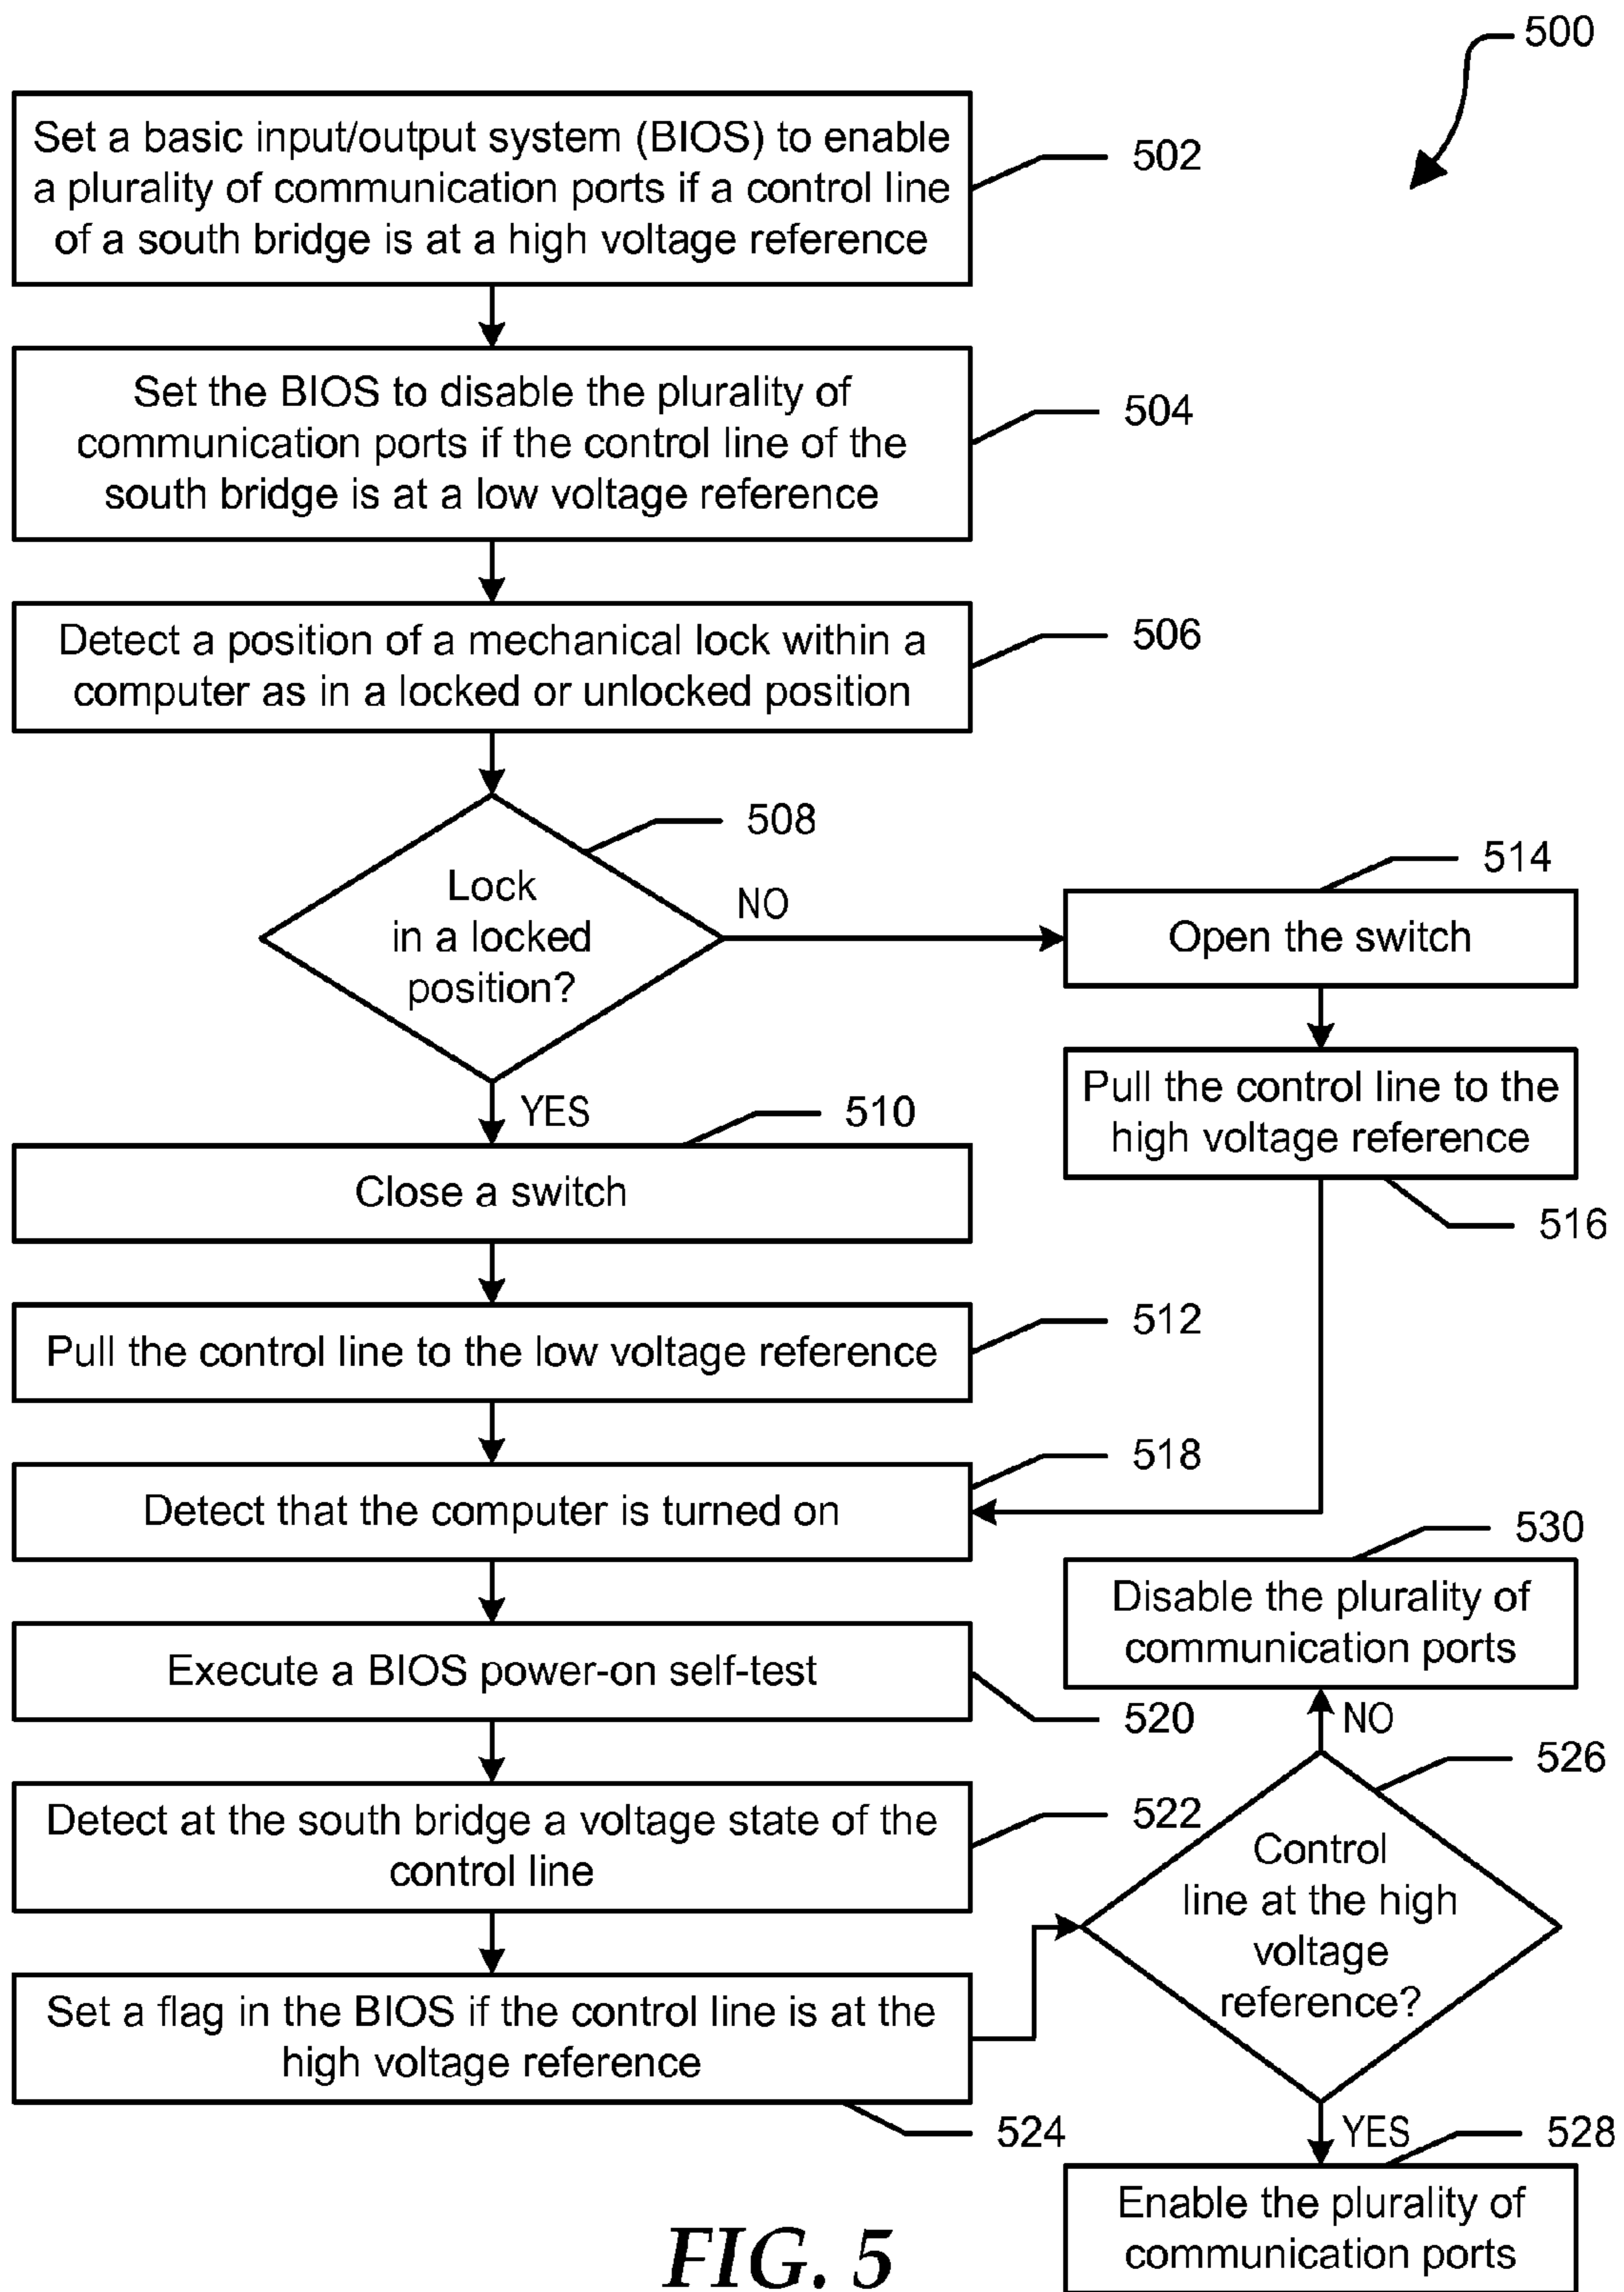 500
Set a basic input/output system (BIOS) to enable
a plurality of communication ports if a control line
of a south bridge is at a high voltage reference
502
Set the BIOS to disable the plurality of
communication ports if the control line of the
south bridge is at a low voltage reference
504
Detect a position of a mechanical lock within a
computer as in a locked or unlocked position
506
Lock
in a locked
position?
508
NO
514
Open the switch
Pull the control line to the
high voltage reference
516
YES
510
Close a switch
Pull the control line to the low voltage reference
512
Detect that the computer is turned on
518
Execute a BIOS power-on self-test
520
Detect at the south bridge a voltage state of the
control line
522
Set a flag in the BIOS if the control line is at the
high voltage reference
524
530
Disable the plurality of
communication ports
NO
526
Control
line at the high
voltage
reference?
YES
528
Enable the plurality of
communication ports
FIG. 5